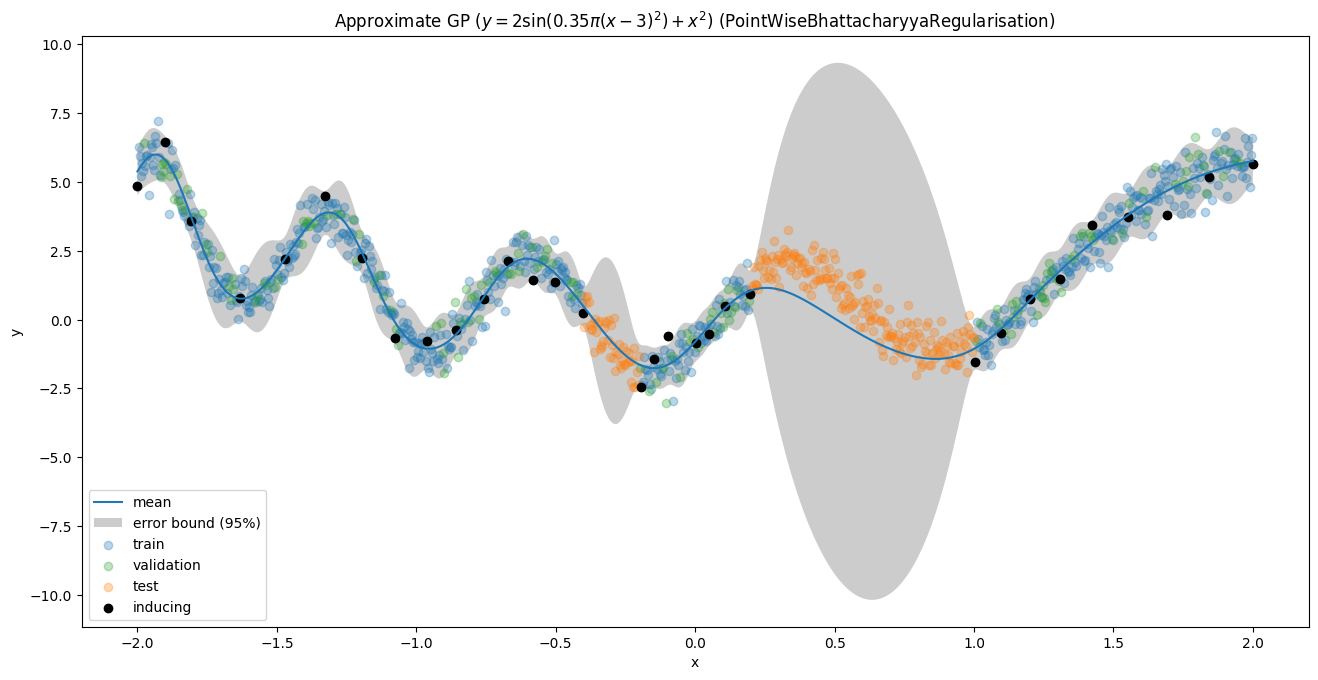 Approximate GP (y = 2sin(0.35π(x − 3)²) + x²) (PointWiseBhattacharyyaRegularisation)
10.0
7.5
5.0
2.5
0.0
−2.5
−5.0
−7.5
−10.0
y
mean
error bound (95%)
train
validation
test
inducing
−2.0 −1.5 −1.0 −0.5 0.0 0.5 1.0 1.5 2.0
x